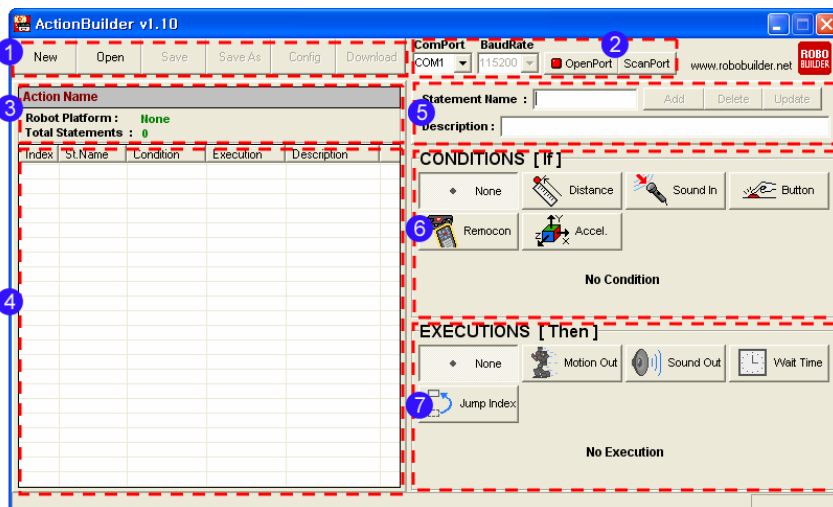 ActionBuilder v1.10
1 New Open Save Save As Config Download
ComPort BaudRate 2
COM1 115200 OpenPort ScanPort www.robobuilder.net ROBO BUILDER
3 Action Name
Robot Platform : None
Total Statements : 0
5 Statement Name : Add Delete Update
Description :
4 Index St.Name Condition Execution Description
CONDITIONS [ If ]
None Distance Sound In Button
6 Remocon Accel.
No Condition
EXECUTIONS [ Then ]
None Motion Out Sound Out Wait Time
7 Jump Index
No Execution